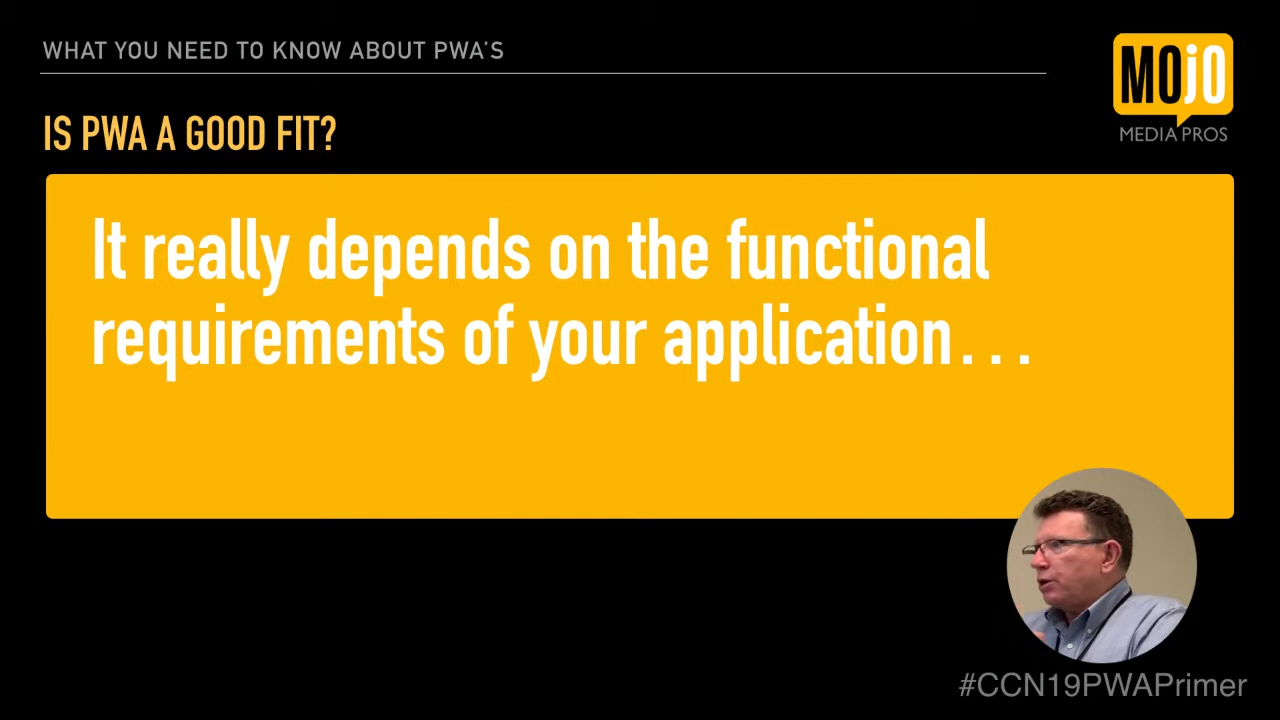 WHAT YOU NEED TO KNOW ABOUT PWA'S
MOjO
MEDIA PROS
IS PWA A GOOD FIT?
It really depends on the functional
requirements of your application...
#CCN19PWAPrimer